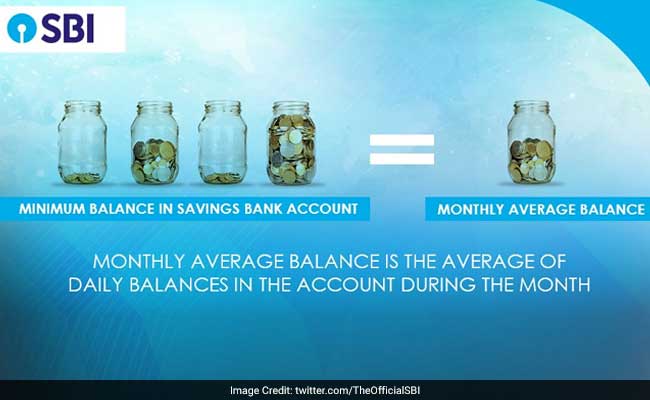 SBI
MINIMUM BALANCE IN SAVINGS BANK ACCOUNT
MONTHLY AVERAGE BALANCE
MONTHLY AVERAGE BALANCE IS THE AVERAGE OF
DAILY BALANCES IN THE ACCOUNT DURING THE MONTH
Image Credit: twitter.com/TheOfficialSBI